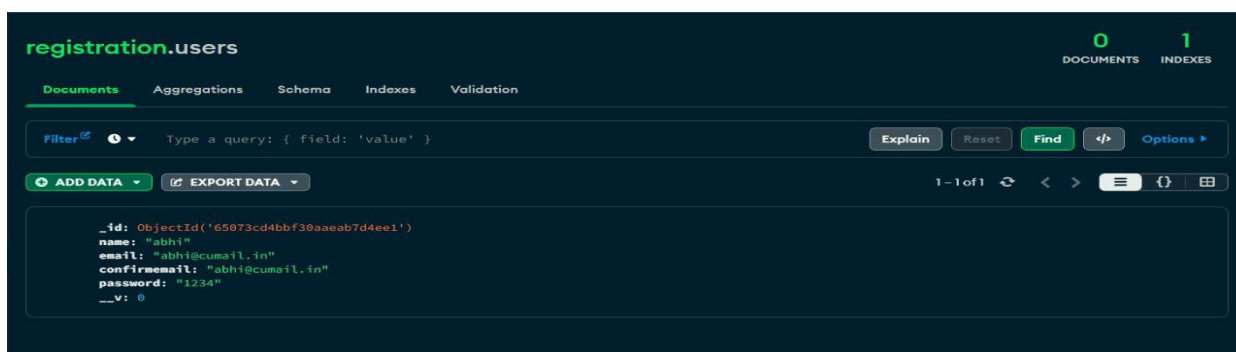 registration.users
0 1
DOCUMENTS INDEXES
Documents Aggregations Schema Indexes Validation
Filter Type a query: { field: 'value' } Explain Reset Find </> Options
ADD DATA EXPORT DATA 1-1 of 1 {}
_id: ObjectId('65073cd4bbf30aaeab7d4ee1')
name: "abhi"
email: "abhi@cumail.in"
confirmemail: "abhi@cumail.in"
password: "1234"
__v: 0